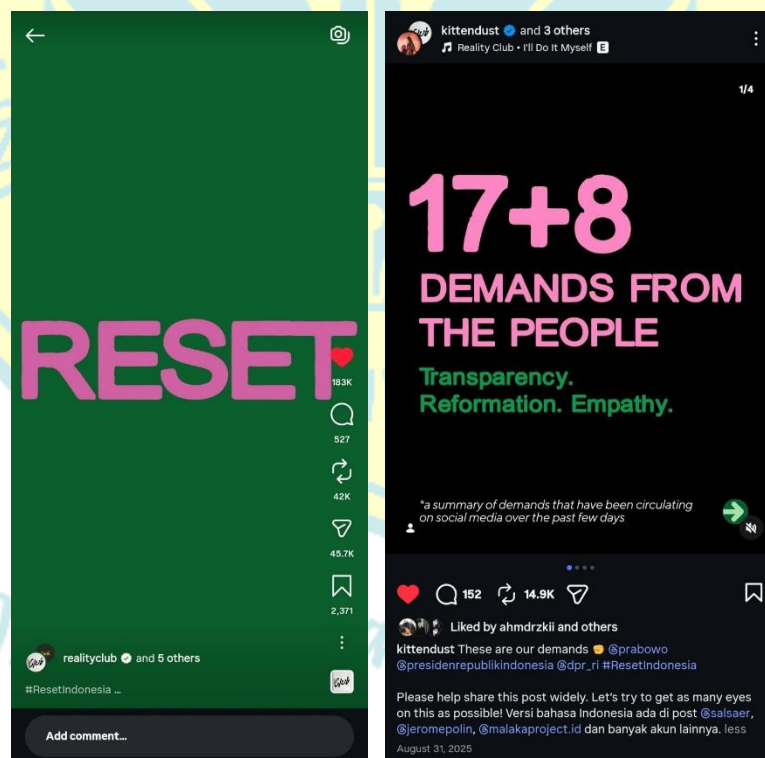 RESET
183K
527
42K
45.7K
2,371
realityclub and 5 others
#ResetIndonesia ...
Add comment...
kittendust and 3 others
Reality Club • I'll Do It Myself E
1/4
17+8
DEMANDS FROM
THE PEOPLE
Transparency.
Reformation. Empathy.
*a summary of demands that have been circulating
on social media over the past few days
152 14.9K
Liked by ahmdrzkii and others
kittendust These are our demands ✊ @prabowo
@presidenrepublikindonesia @dpr_ri #ResetIndonesia
Please help share this post widely. Let's try to get as many eyes
on this as possible! Versi bahasa Indonesia ada di post @salsaer,
@jeromepolin, @malakaproject.id dan banyak akun lainnya. less
August 31, 2025